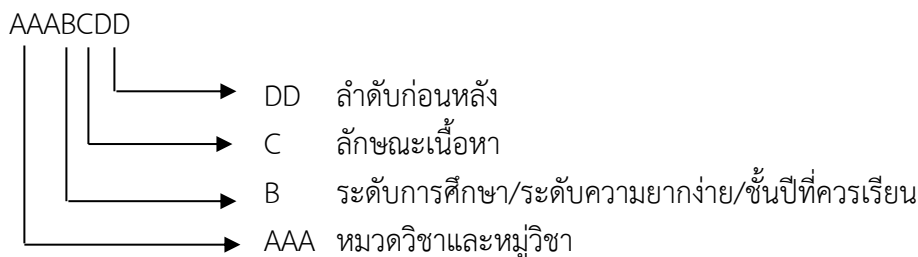 AAABCDD
DD ลำดับก่อนหลัง
C ลักษณะเนื้อหา
B ระดับการศึกษา/ระดับความยากง่าย/ชั้นปีที่ควรเรียน
AAA หมวดวิชาและหมู่วิชา